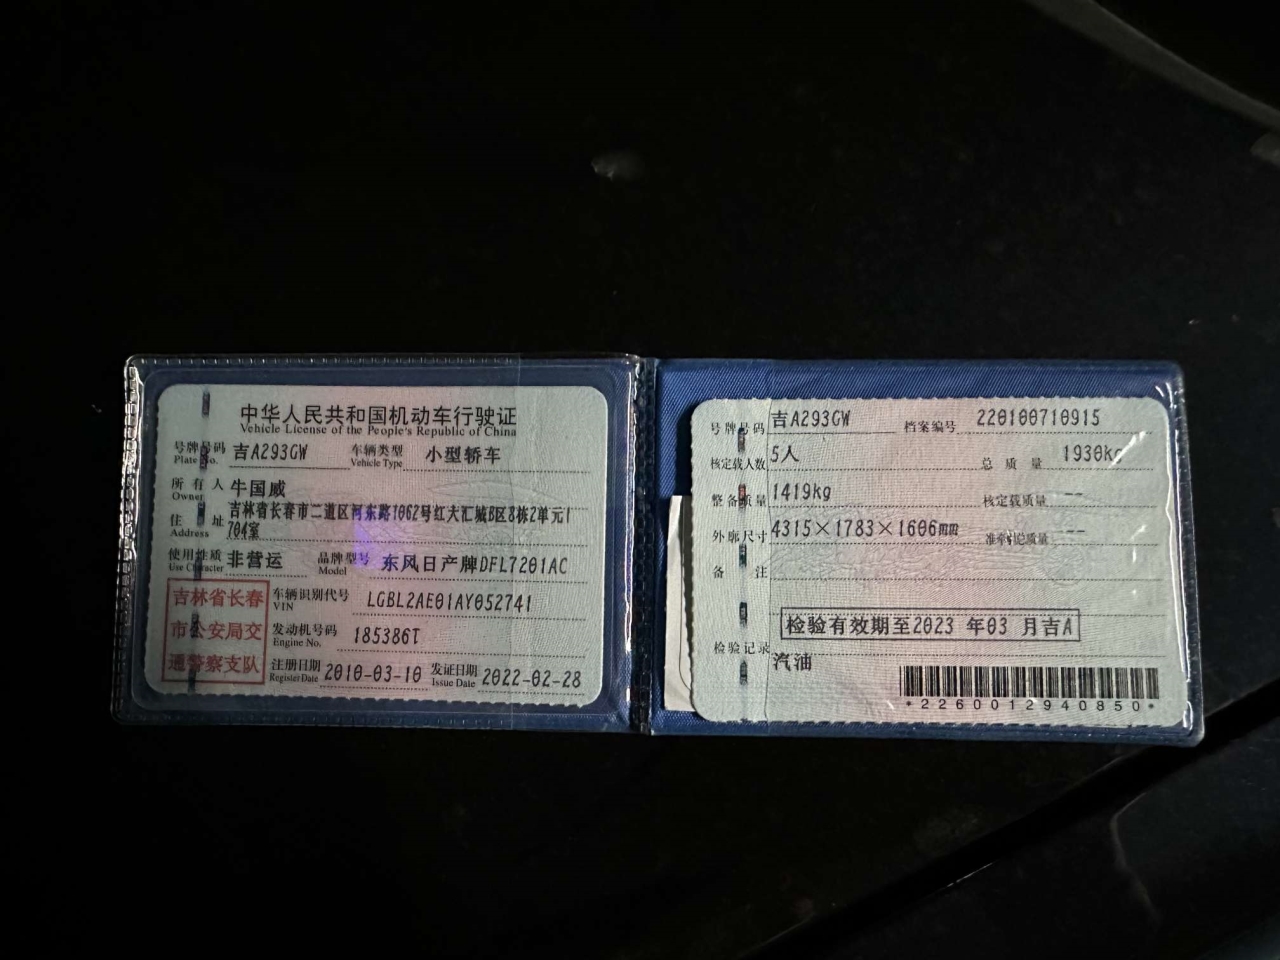 中华人民共和国机动车行驶证
Vehicle License of the People's Republic of China
号牌号码 吉A293GW 车辆类型 小型轿车
Plate No. Vehicle Type
所有人 牛国威
Owner
住址 吉林省长春市二道区河东路1062号红大汇城B区8栋2单元1
Address 704室
使用性质 非营运 品牌型号 东风日产牌DFL7201AC
Use Character Model
吉林省长春
市公安局交
通警察支队
车辆识别代号 LGBL2AE01AY052741
VIN
发动机号码 185386T
Engine No.
注册日期 2010-03-10 发证日期 2022-02-28
Register Date Issue Date
号牌号码 吉A293GW 档案编号 220100710915
核定载人数 5人 总质量 1930kg
整备质量 1419kg 核定载质量 ---
外廓尺寸 4315×1783×1606mm 准牵引总质量 ---
备注
检验有效期至2023 年03 月吉A
检验记录
汽油
*2260012940850*